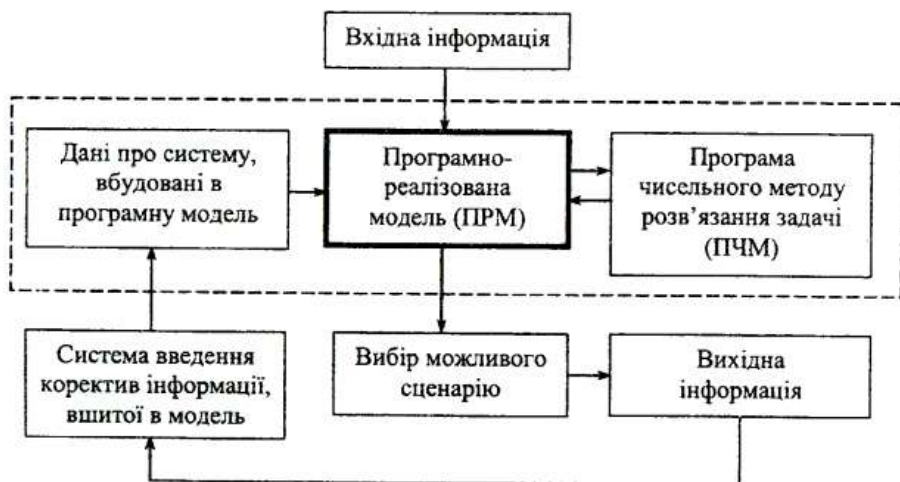 Вхідна інформація
Дані про систему,
вбудовані в
програмну модель
Програмно-
реалізована
модель (ПРМ)
Програма
чисельного методу
розв’язання задачі
(ПЧМ)
Система введення
коректив інформації,
вшитої в модель
Вибір можливого
сценарію
Вихідна
інформація